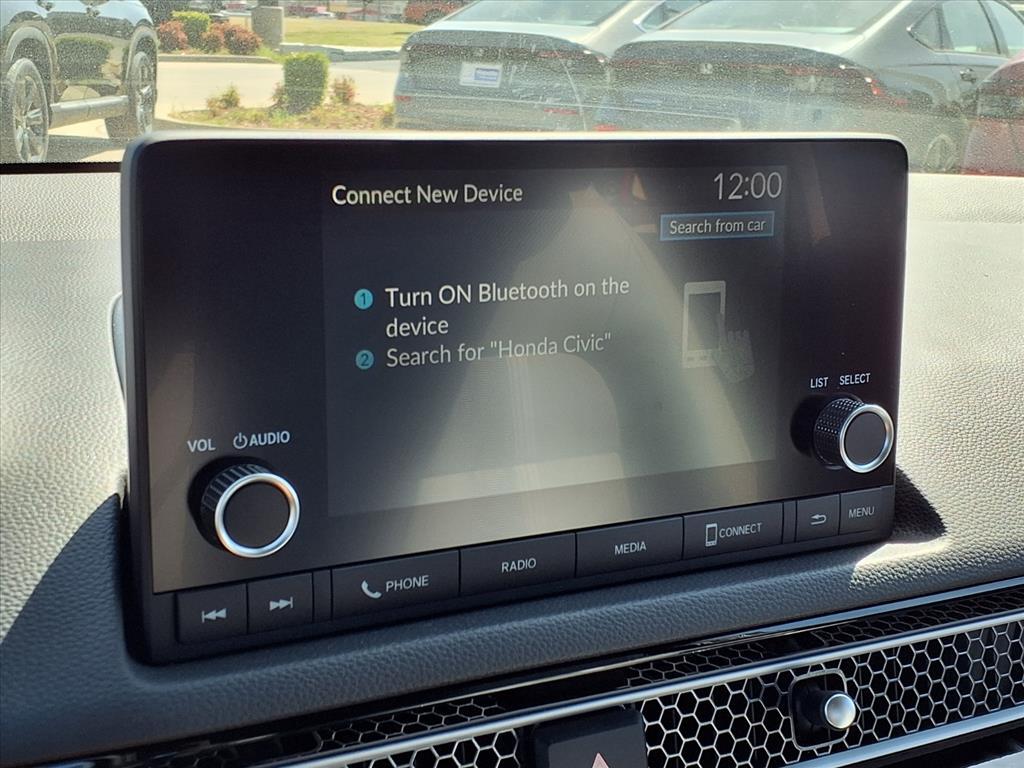 Connect New Device
12:00
Search from car
1 Turn ON Bluetooth on the
device
2 Search for "Honda Civic"
LIST SELECT
VOL AUDIO
PHONE
RADIO
MEDIA
CONNECT
MENU